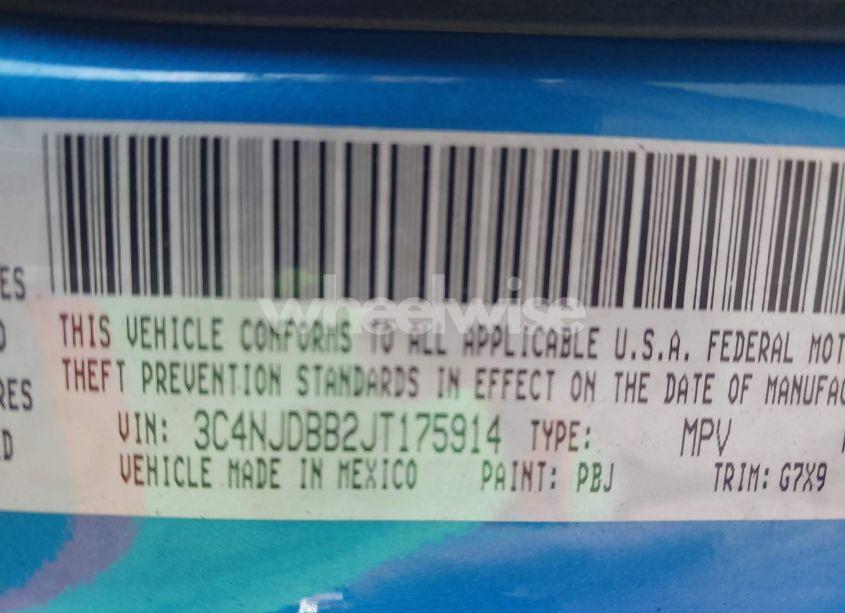 wheelwise
ES
THIS VEHICLE CONFORMS TO ALL APPLICABLE U.S.A. FEDERAL MOT
THEFT PREVENTION STANDARDS IN EFFECT ON THE DATE OF MANUFAC
RES
VIN: 3C4NJDBB2JT175914 TYPE: MPV
D
VEHICLE MADE IN MEXICO PAINT: PBJ TRIM: G7X9